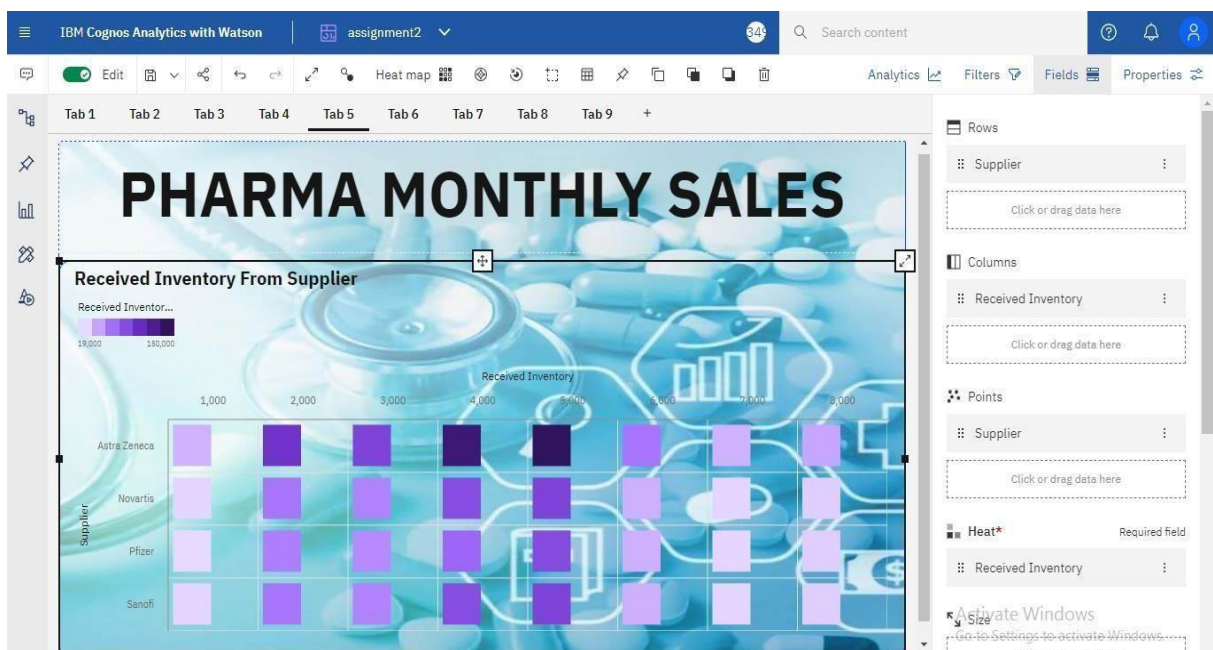 IBM Cognos Analytics with Watson
assignment2
Search content
Edit
Heat map
Analytics
Filters
Fields
Properties
Tab 1
Tab 2
Tab 3
Tab 4
Tab 5
Tab 6
Tab 7
Tab 8
Tab 9
+
PHARMA MONTHLY SALES
Received Inventory From Supplier
Received Inventor...
19,000 180,000
Received Inventory
1,000 2,000 3,000 4,000 5,000 6,000 7,000 8,000
Supplier
Astra Zeneca
Novartis
Pfizer
Sanofi
Rows
Supplier
Click or drag data here
Columns
Received Inventory
Click or drag data here
Points
Supplier
Click or drag data here
Heat* Required field
Received Inventory
Size
Activate Windows
Go to Settings to activate Windows.